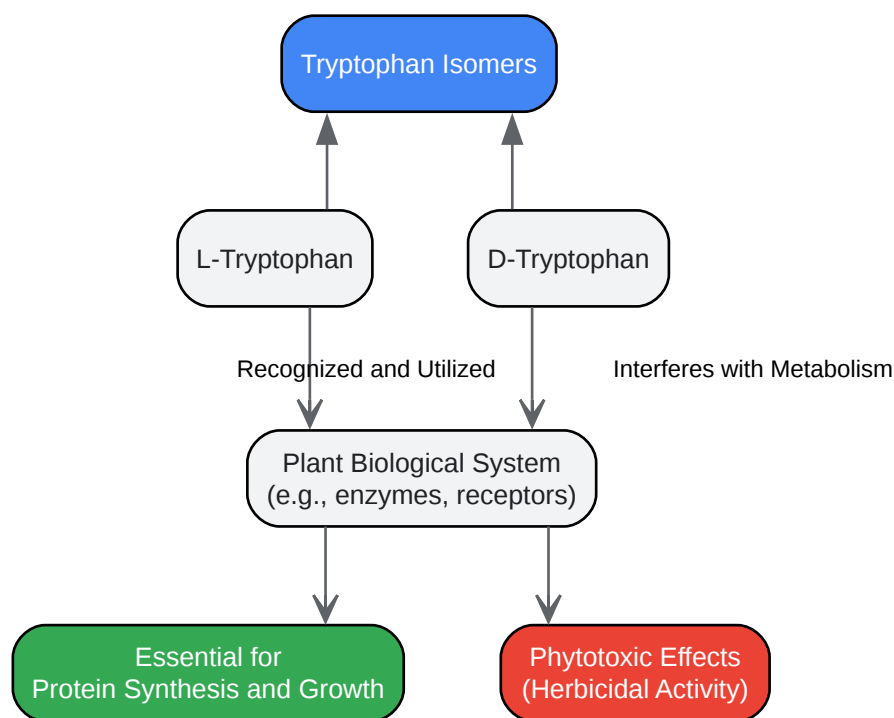 Tryptophan Isomers
L-Tryptophan
D-Tryptophan
Recognized and Utilized
Interferes with Metabolism
Plant Biological System
(e.g., enzymes, receptors)
Essential for
Protein Synthesis and Growth
Phytotoxic Effects
(Herbicidal Activity)